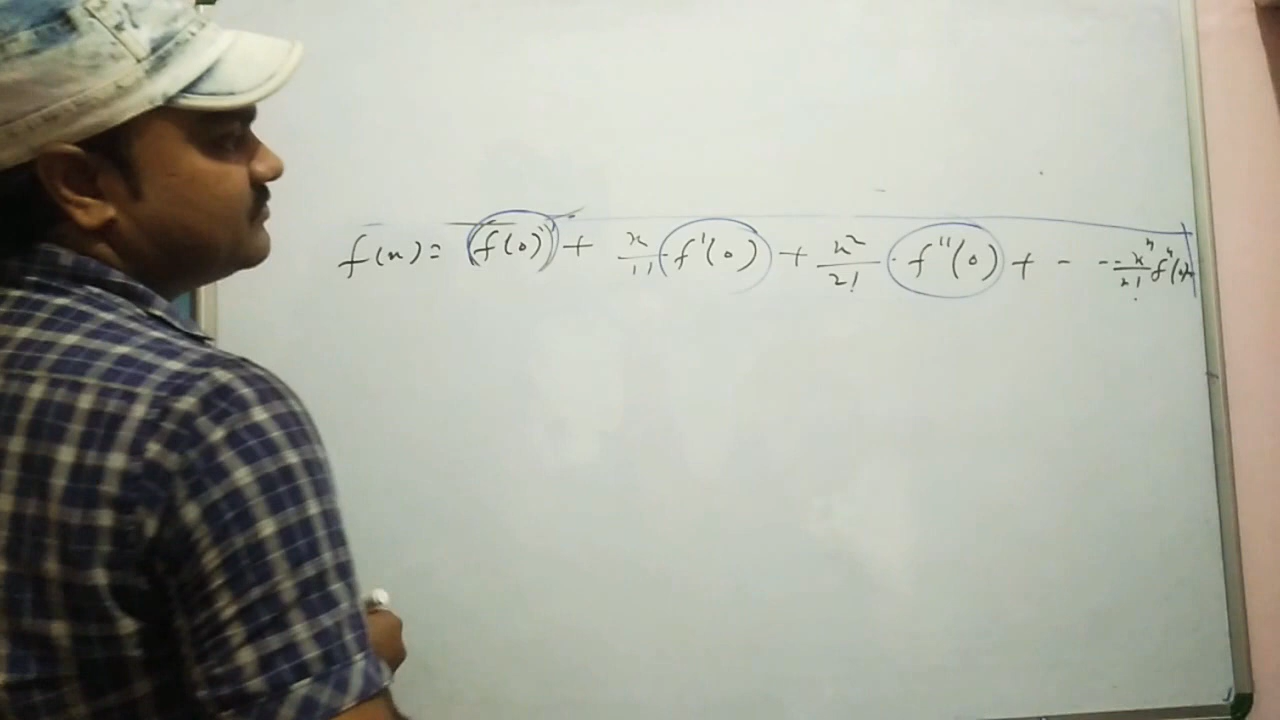 f(x) = f(0) + x/1! f'(0) + x²/2! · f''(0) + - - - xⁿ/n! fⁿ(0)